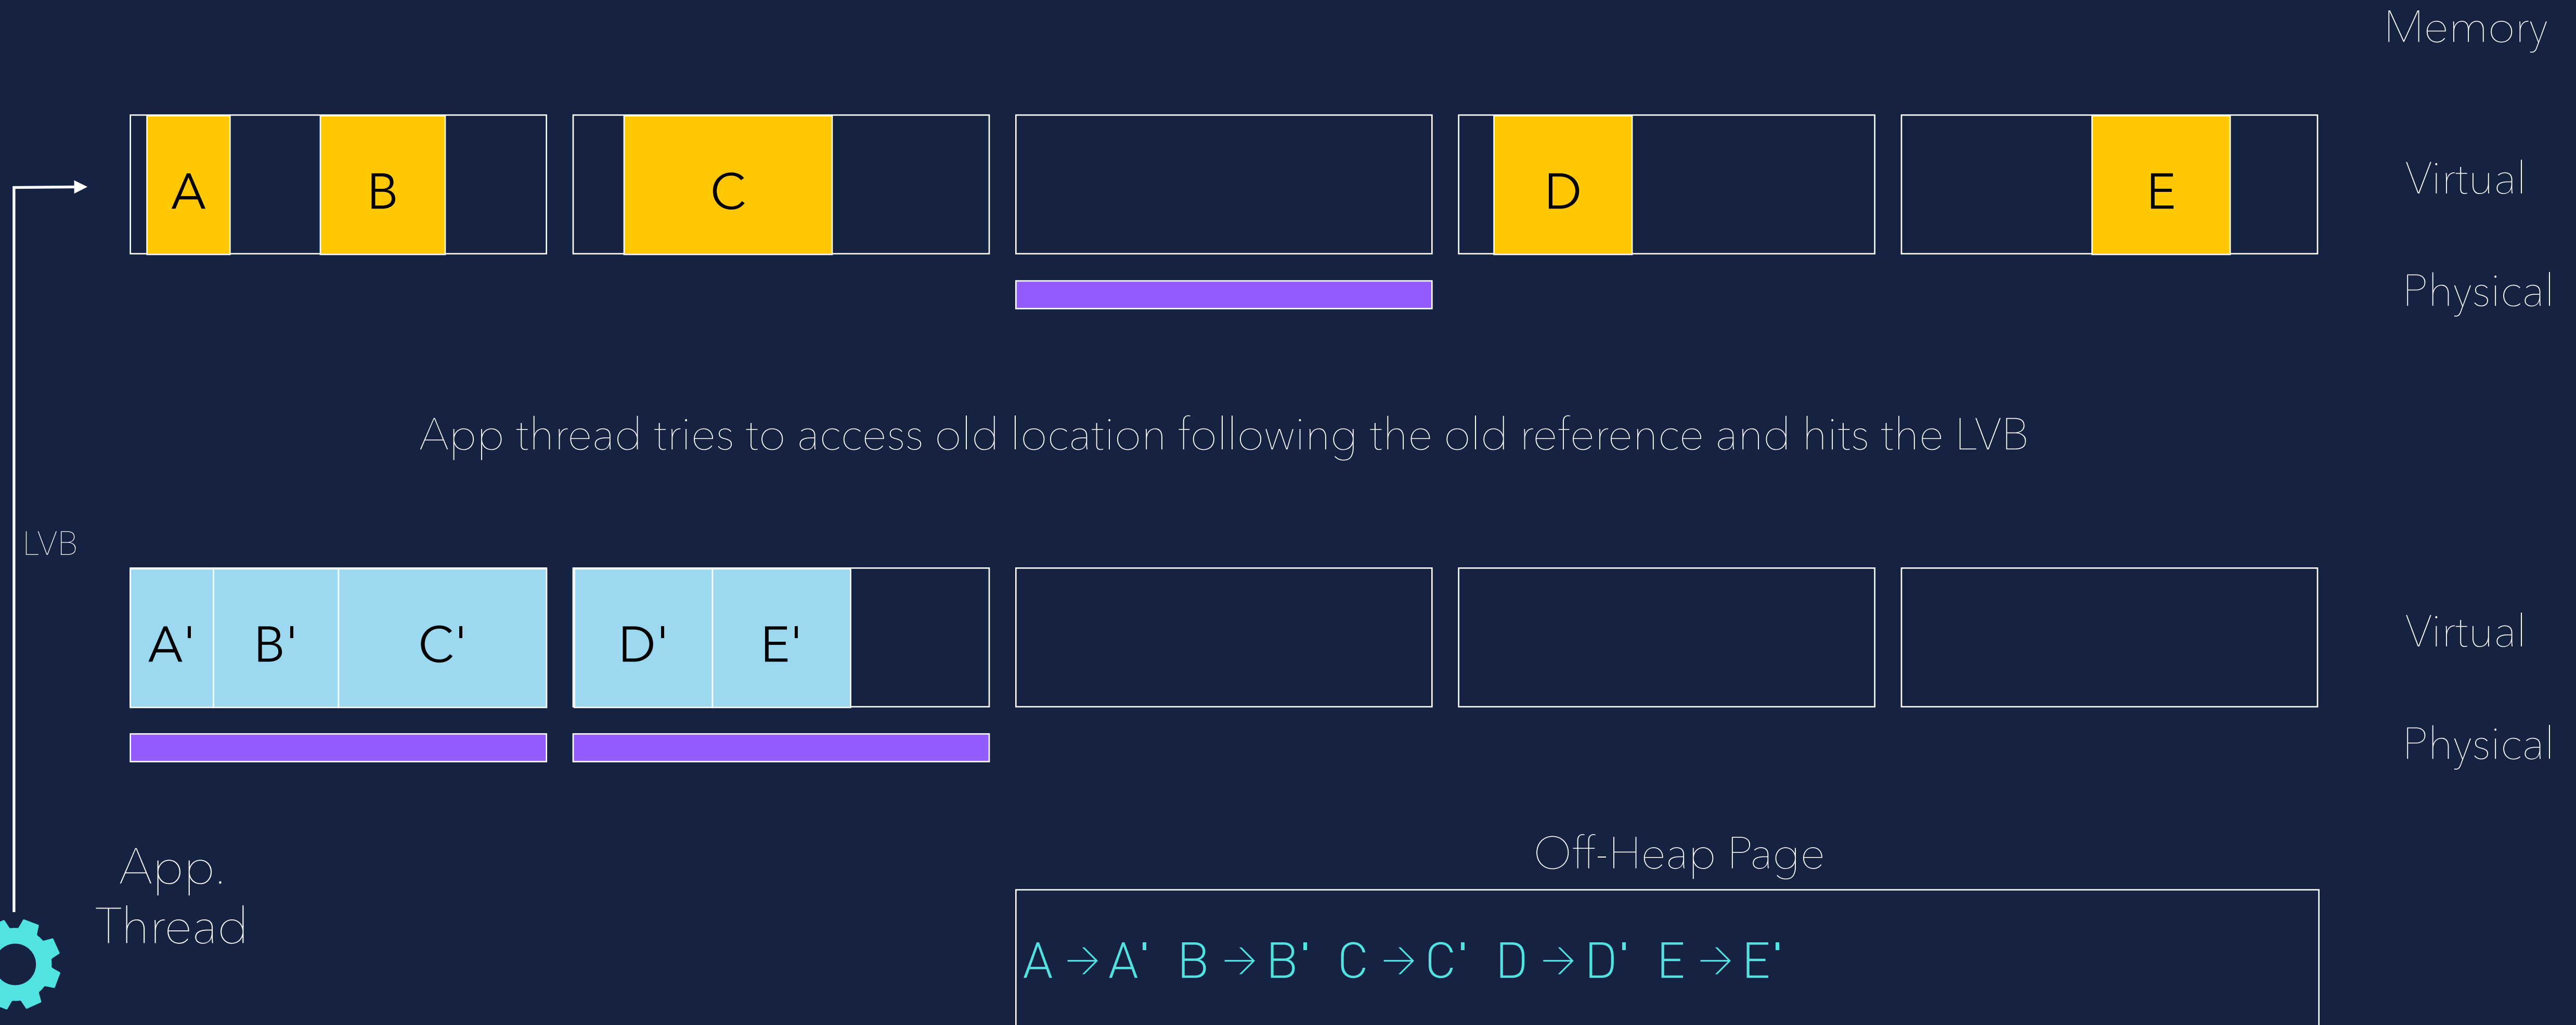 Memory
A B C D E Virtual
Physical
App thread tries to access old location following the old reference and hits the LVB
LVB
A' B' C' D' E' Virtual
Physical
App.
Thread
Off-Heap Page
A → A' B → B' C → C' D → D' E → E'